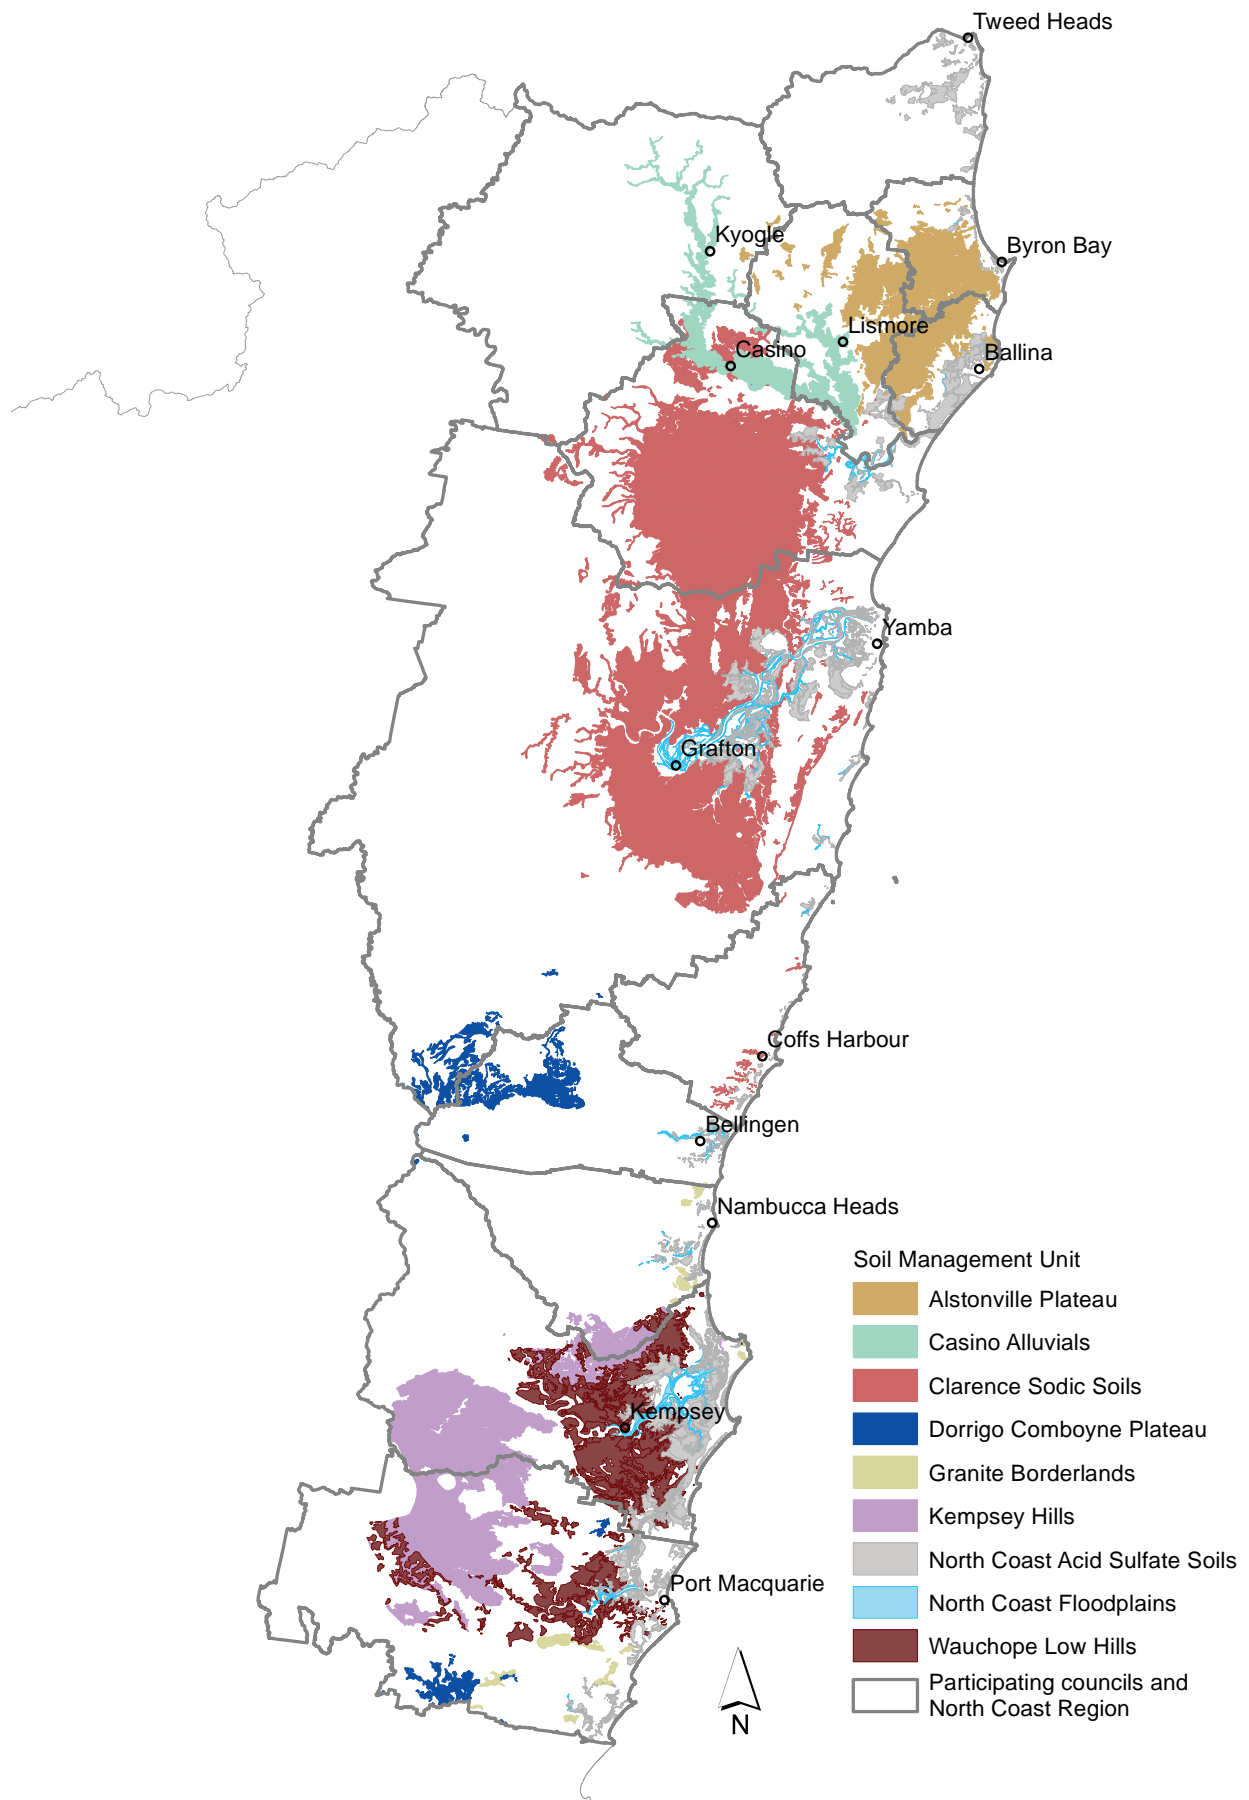 Tweed Heads
Kyogle
Byron Bay
Lismore
Casino
Ballina
Yamba
Grafton
Coffs Harbour
Bellingen
Nambucca Heads
Kempsey
Port Macquarie
N
Soil Management Unit
Alstonville Plateau
Casino Alluvials
Clarence Sodic Soils
Dorrigo Comboyne Plateau
Granite Borderlands
Kempsey Hills
North Coast Acid Sulfate Soils
North Coast Floodplains
Wauchope Low Hills
Participating councils and
North Coast Region